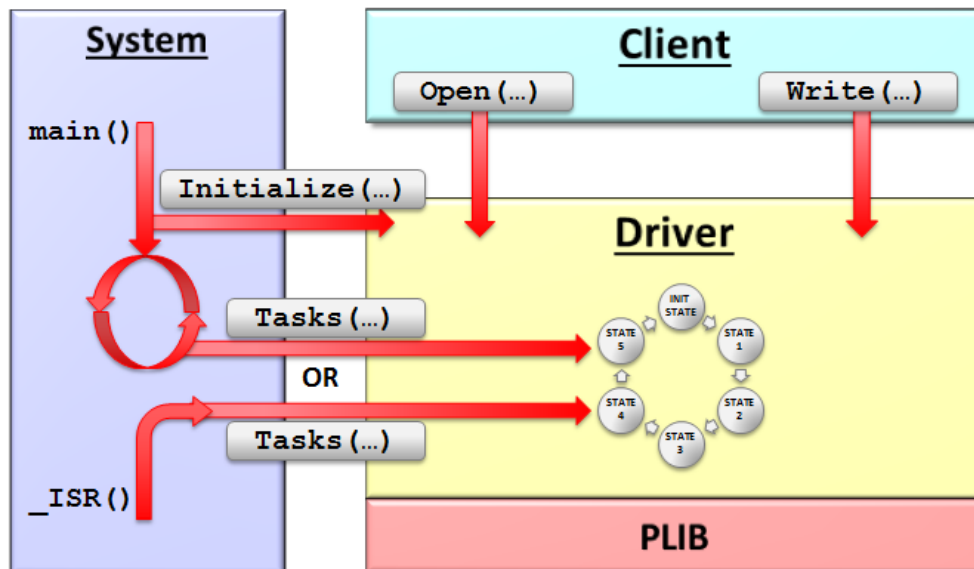 System
Client
Open(…)
Write(…)
main()
Initialize(…)
Driver
INIT
STATE
Tasks(…)
STATE
5
STATE
1
OR
STATE
4
STATE
2
Tasks(…)
STATE
3
_ISR()
PLIB